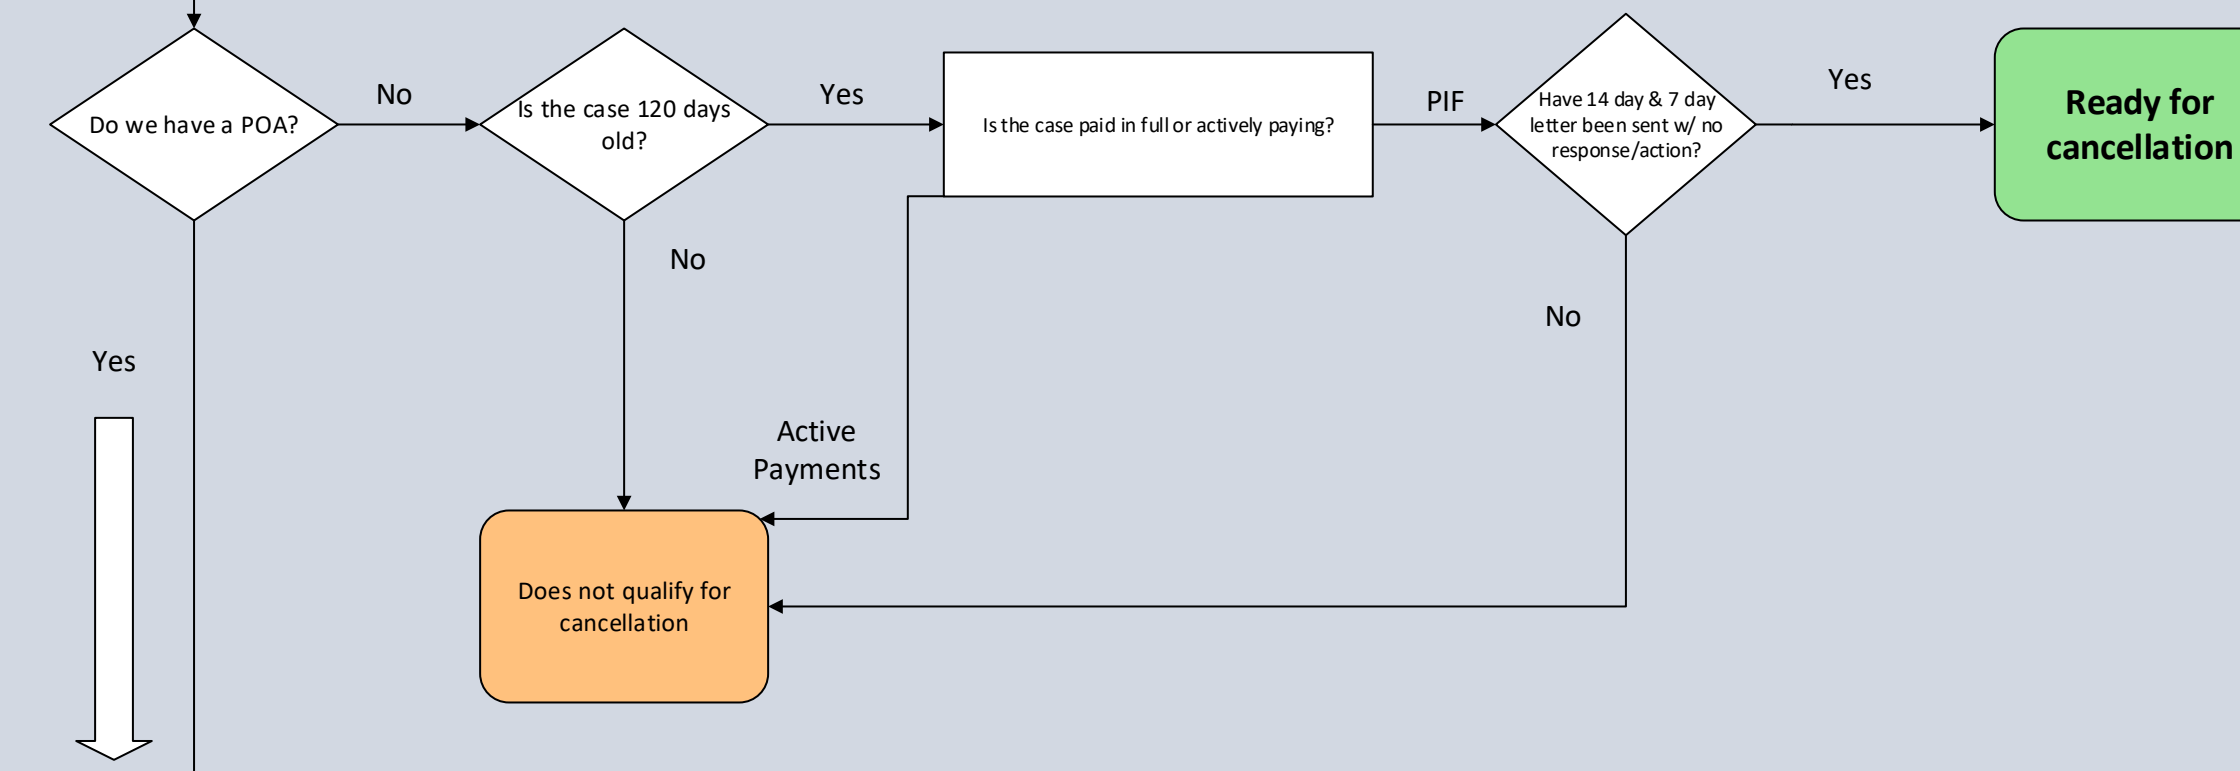 Do we have a POA?
No
Is the case 120 days
old?
Yes
Is the case paid in full or actively paying?
PIF
Have 14 day & 7 day
letter been sent w/ no
response/action?
Yes
Ready for
cancellation
No
No
Yes
Active
Payments
Does not qualify for
cancellation